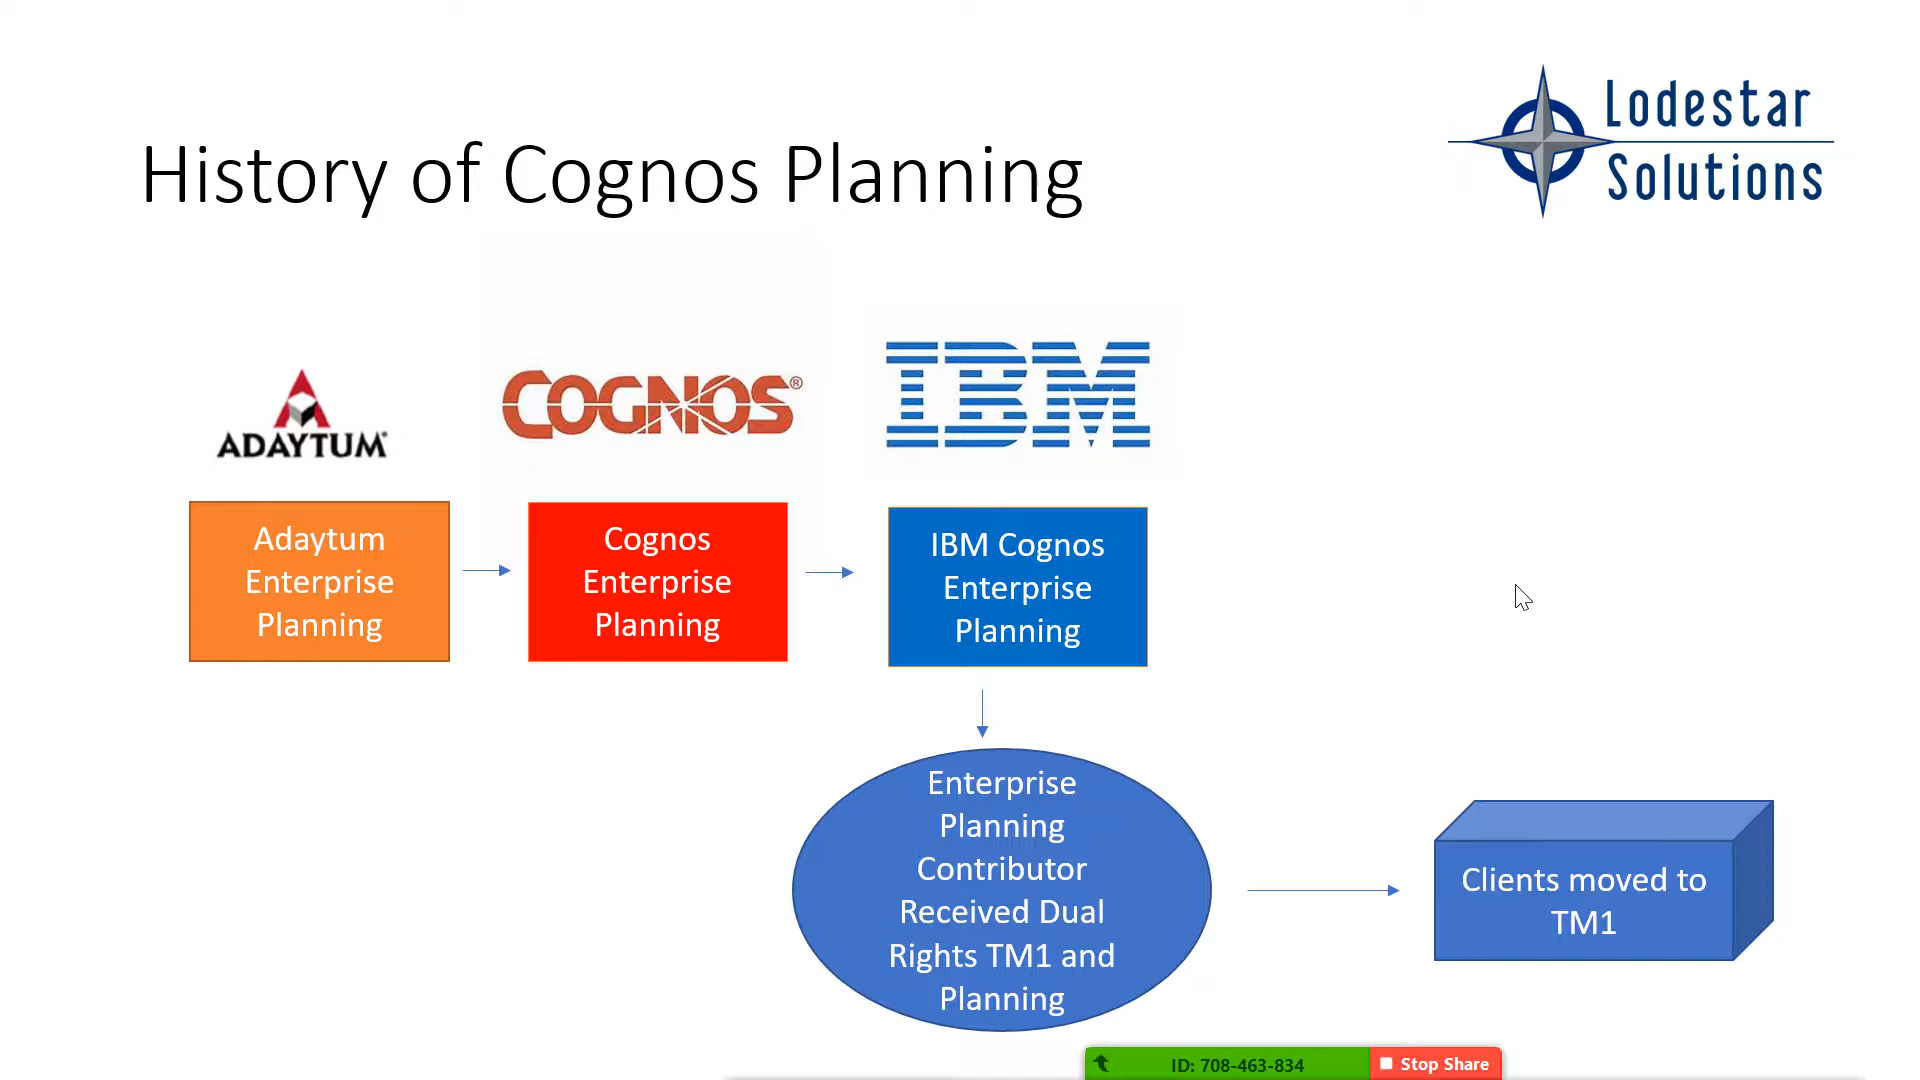 Lodestar
Solutions
History of Cognos Planning
ADAYTUM
COGNOS®
IBM
Adaytum
Enterprise
Planning
Cognos
Enterprise
Planning
IBM Cognos
Enterprise
Planning
Enterprise
Planning
Contributor
Received Dual
Rights TM1 and
Planning
Clients moved to
TM1
ID: 708-463-834
Stop Share